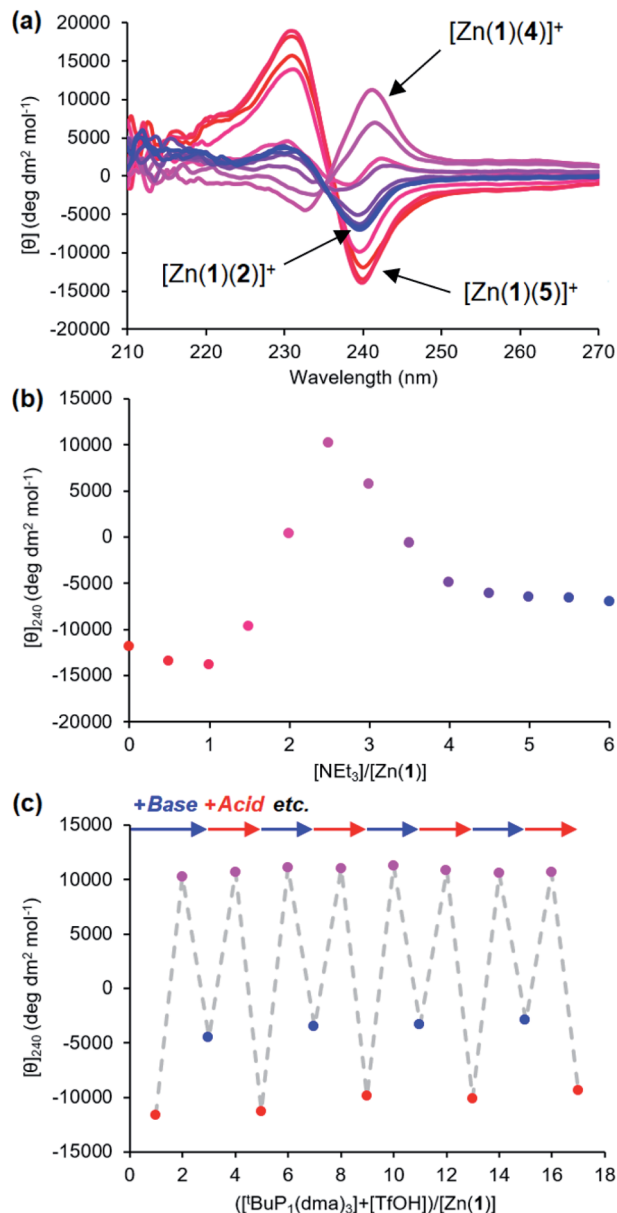 (a)
20000
15000
10000
5000
0
-5000
-10000
-15000
-20000
[θ] (deg dm² mol⁻¹)
[Zn(1)(4)]⁺
[Zn(1)(2)]⁺
[Zn(1)(5)]⁺
210 220 230 240 250 260 270
Wavelength (nm)
(b)
15000
10000
5000
0
-5000
-10000
-15000
-20000
[θ]₂₄₀ (deg dm² mol⁻¹)
0 1 2 3 4 5 6
[NEt₃]/[Zn(1)]
(c)
+Base +Acid etc.
15000
10000
5000
0
-5000
-10000
-15000
[θ]₂₄₀ (deg dm² mol⁻¹)
0 2 4 6 8 10 12 14 16 18
([ᵗBuP₁(dma)₃]+[TfOH])/[Zn(1)]